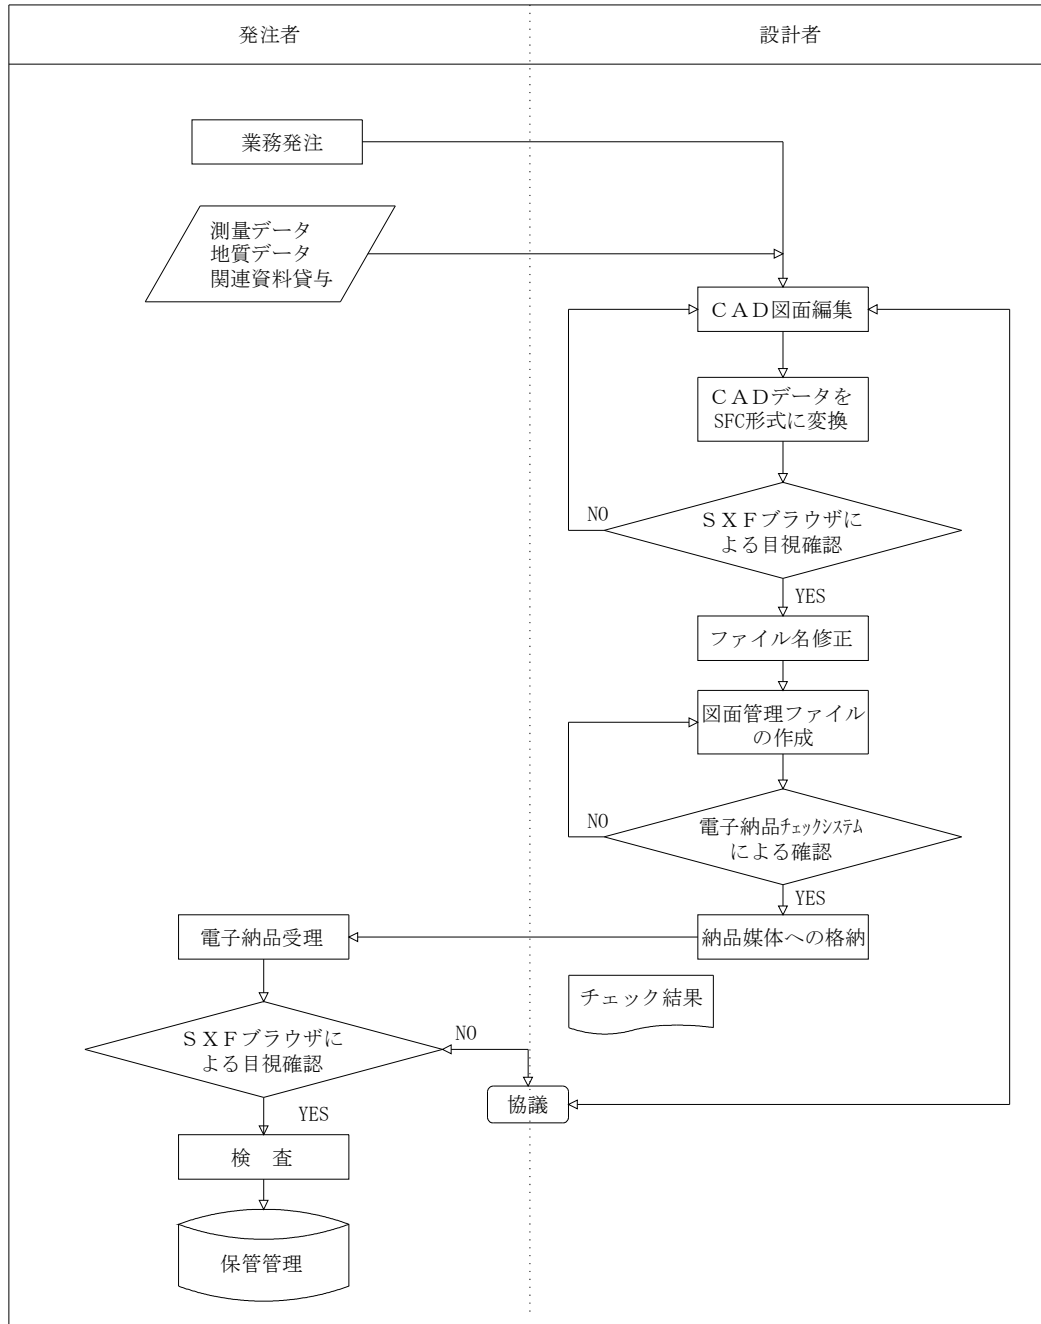 発注者
設計者
業務発注
測量データ
地質データ
関連資料貸与
ＣＡＤ図面編集
ＣＡＤデータを
SFC形式に変換
NO
ＳＸＦブラウザに
よる目視確認
YES
ファイル名修正
図面管理ファイル
の作成
NO
電子納品ﾁｪｯｸｼｽﾃﾑ
による確認
YES
電子納品受理
納品媒体への格納
チェック結果
ＳＸＦブラウザに
よる目視確認
NO
協議
YES
検　査
保管管理